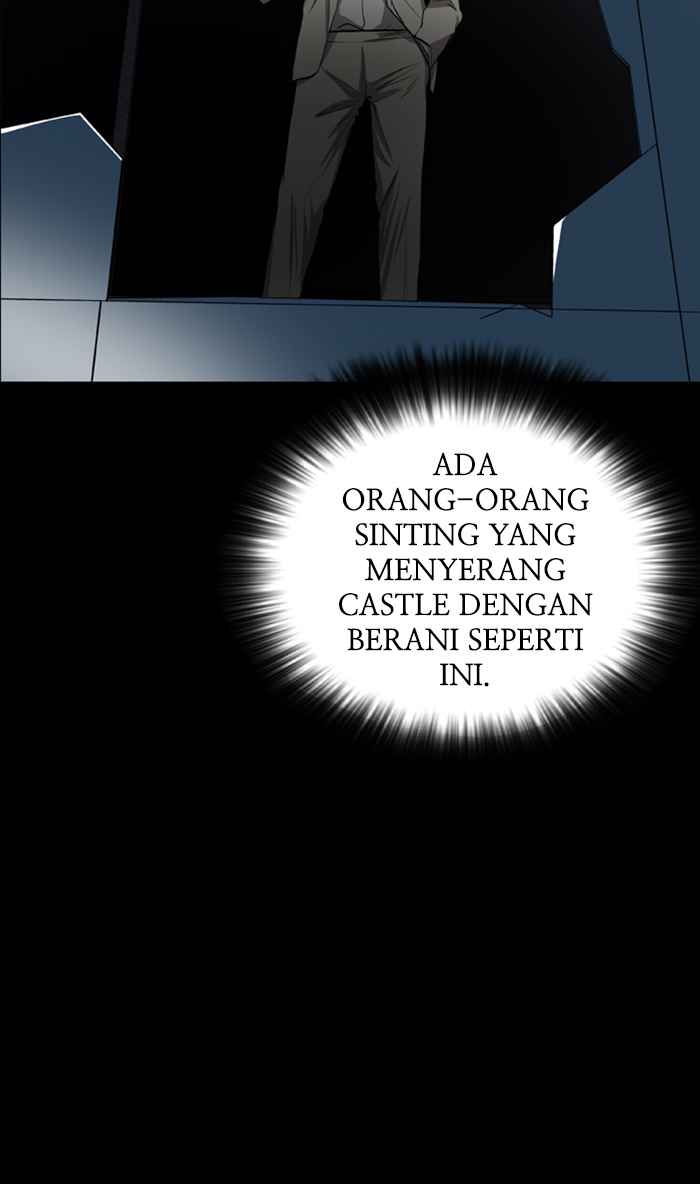 ADA
ORANG-ORANG
SINTING YANG
MENYERANG
CASTLE DENGAN
BERANI SEPERTI
INI.